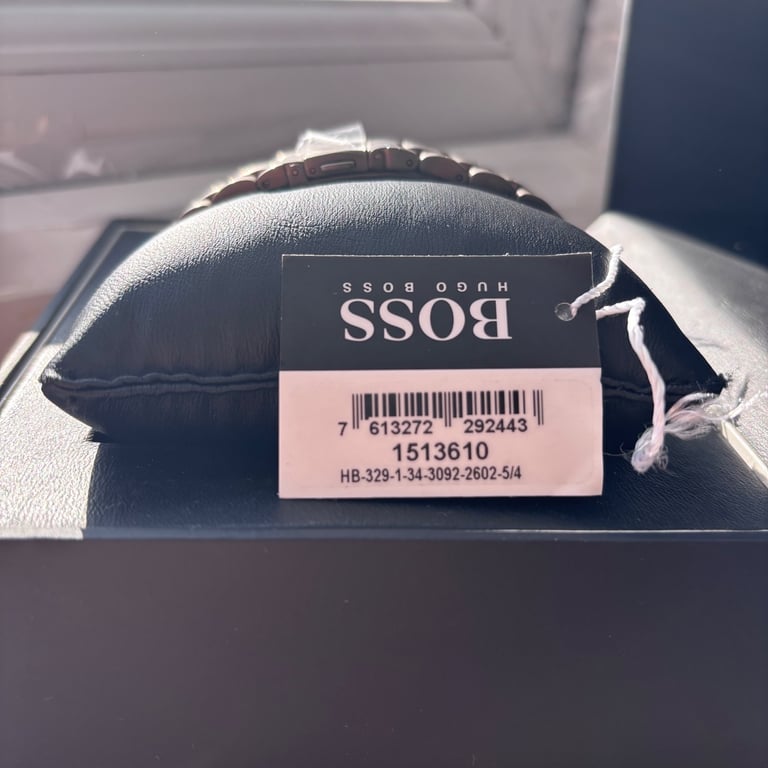 HUGO BOSS
BOSS
7 613272 292443
1513610
HB-329-1-34-3092-2602-5/4